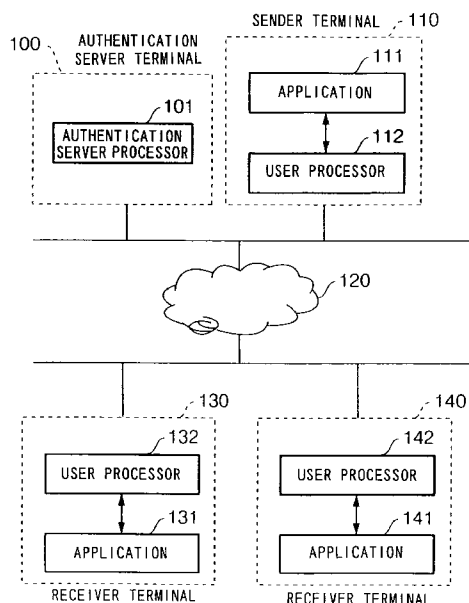 SENDER TERMINAL
110
AUTHENTICATION
SERVER TERMINAL
100
111
APPLICATION
101
AUTHENTICATION
SERVER PROCESSOR
112
USER PROCESSOR
120
130
132
USER PROCESSOR
131
APPLICATION
RECEIVER TERMINAL
140
142
USER PROCESSOR
141
APPLICATION
RECEIVER TERMINAL